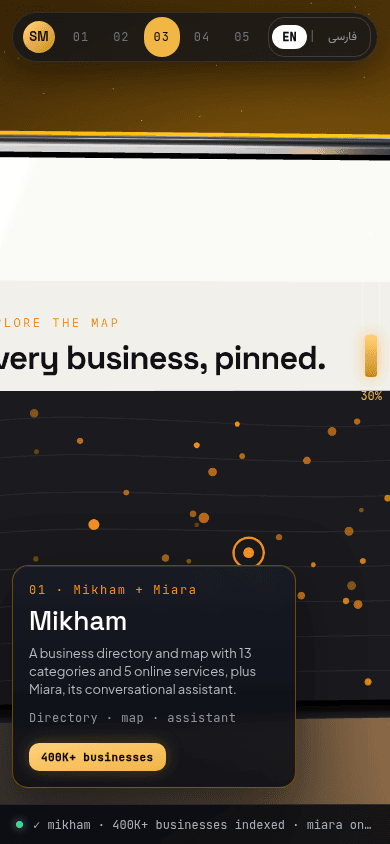 SM 01 02 03 04 05 EN | فارسی
PLORE THE MAP
very business, pinned.
30%
01 · Mikham + Miara
Mikham
A business directory and map with 13
categories and 5 online services, plus
Miara, its conversational assistant.
Directory · map · assistant
400K+ businesses
✓ mikham · 400K+ businesses indexed · miara on…